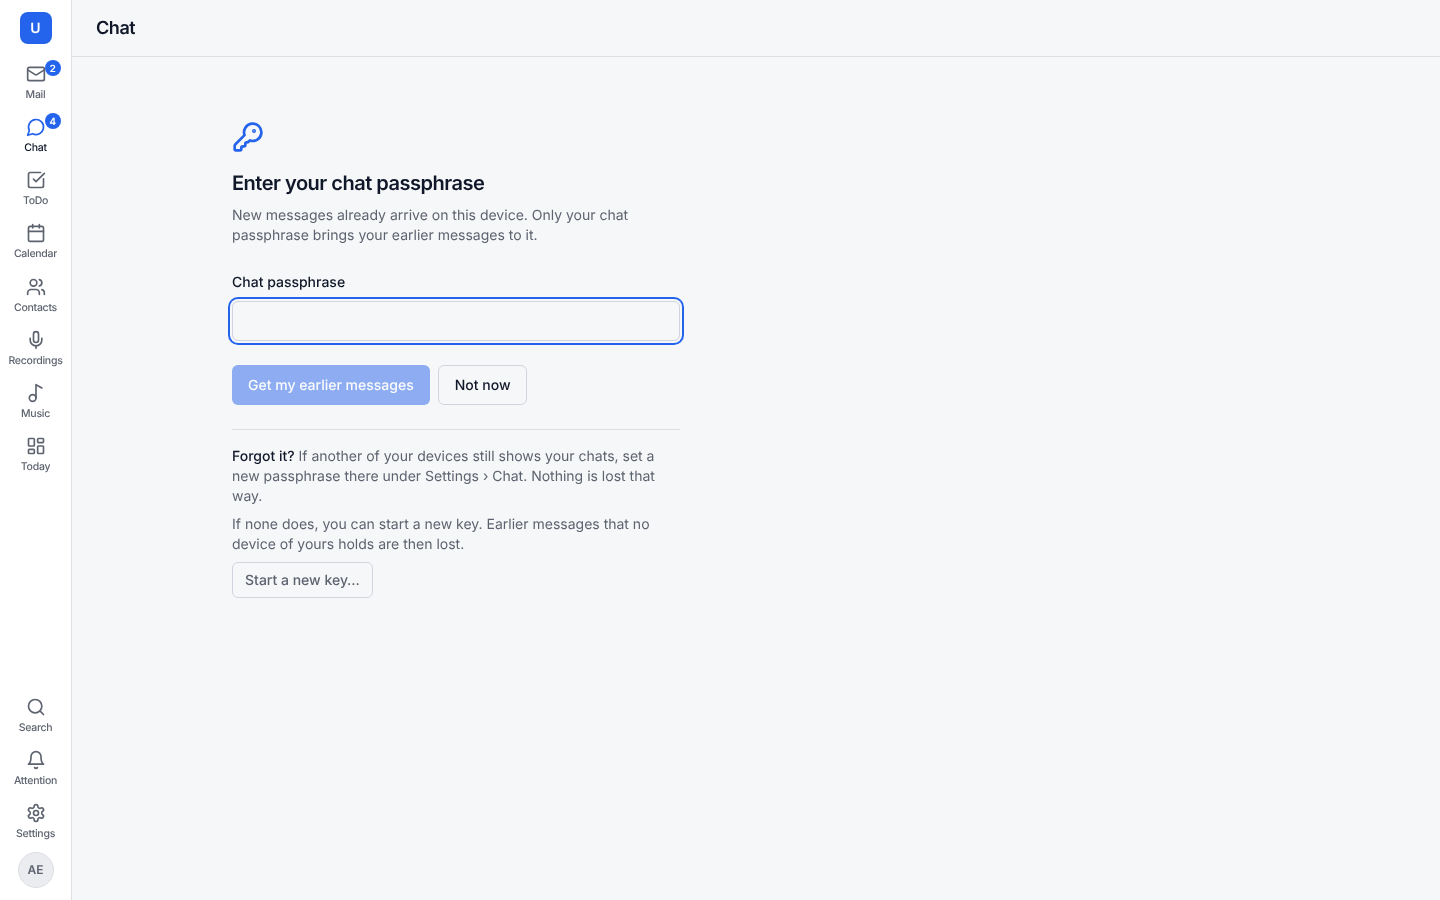 U
Chat
2
Mail
4
Chat
ToDo
Calendar
Contacts
Recordings
Music
Today
Search
Attention
Settings
AE
Enter your chat passphrase
New messages already arrive on this device. Only your chat
passphrase brings your earlier messages to it.
Chat passphrase
Get my earlier messages
Not now
Forgot it? If another of your devices still shows your chats, set a
new passphrase there under Settings › Chat. Nothing is lost that
way.
If none does, you can start a new key. Earlier messages that no
device of yours holds are then lost.
Start a new key...